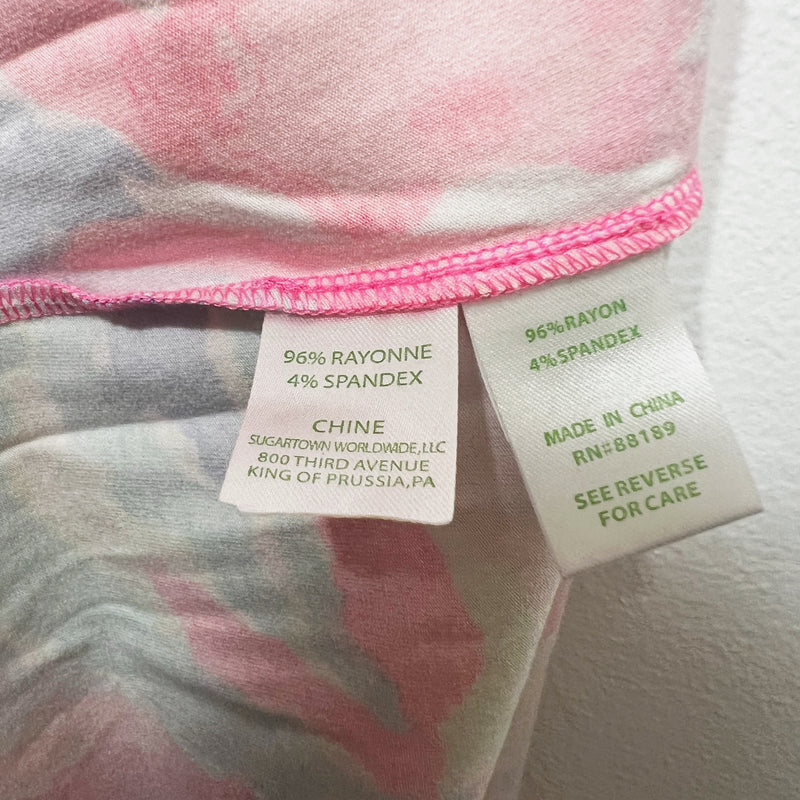 96% RAYONNE
4% SPANDEX
CHINE
SUGARTOWN WORLDWIDE, LLC
800 THIRD AVENUE
KING OF PRUSSIA, PA
96% RAYON
4% SPANDEX
MADE IN CHINA
RN#88189
SEE REVERSE
FOR CARE